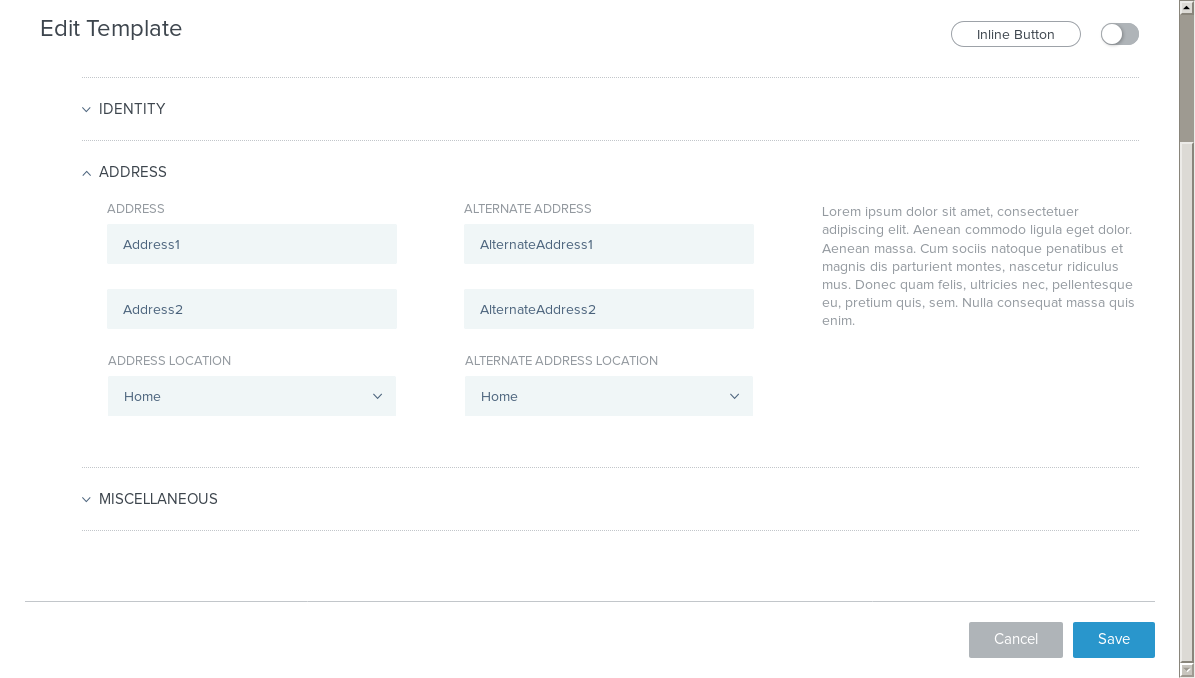 Edit Template
Inline Button
IDENTITY
ADDRESS
ADDRESS
Address1
Address2
ADDRESS LOCATION
Home
ALTERNATE ADDRESS
AlternateAddress1
AlternateAddress2
ALTERNATE ADDRESS LOCATION
Home
Lorem ipsum dolor sit amet, consectetuer
adipiscing elit. Aenean commodo ligula eget dolor.
Aenean massa. Cum sociis natoque penatibus et
magnis dis parturient montes, nascetur ridiculus
mus. Donec quam felis, ultricies nec, pellentesque
eu, pretium quis, sem. Nulla consequat massa quis
enim.
MISCELLANEOUS
Cancel
Save